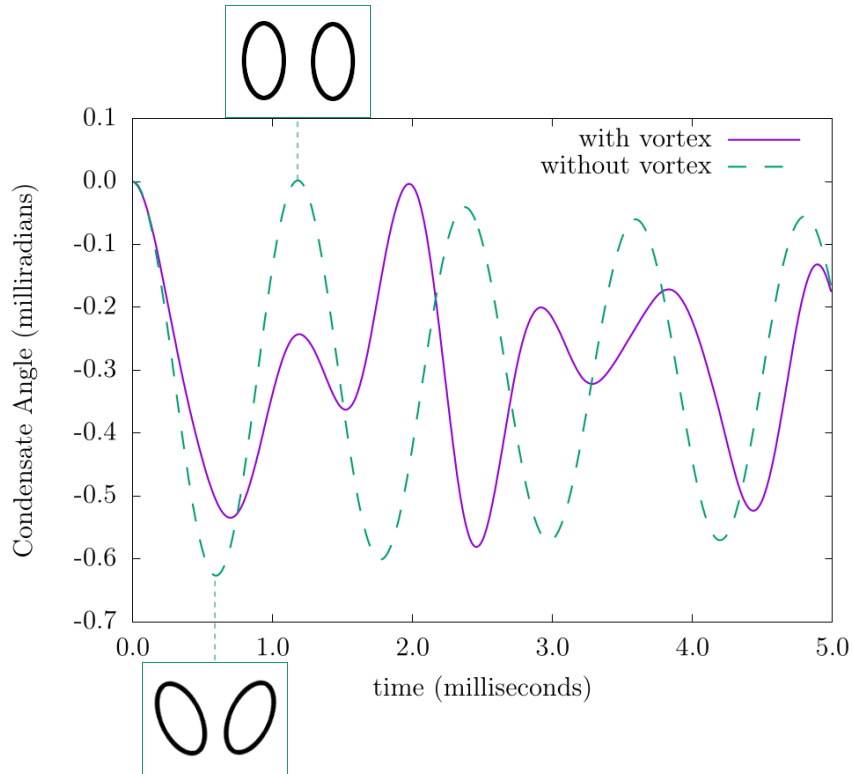 0.1
with vortex
without vortex
0.0
-0.1
-0.2
-0.3
-0.4
-0.5
-0.6
-0.7
Condensate Angle (milliradians)
0.0 1.0 2.0 3.0 4.0 5.0
time (milliseconds)